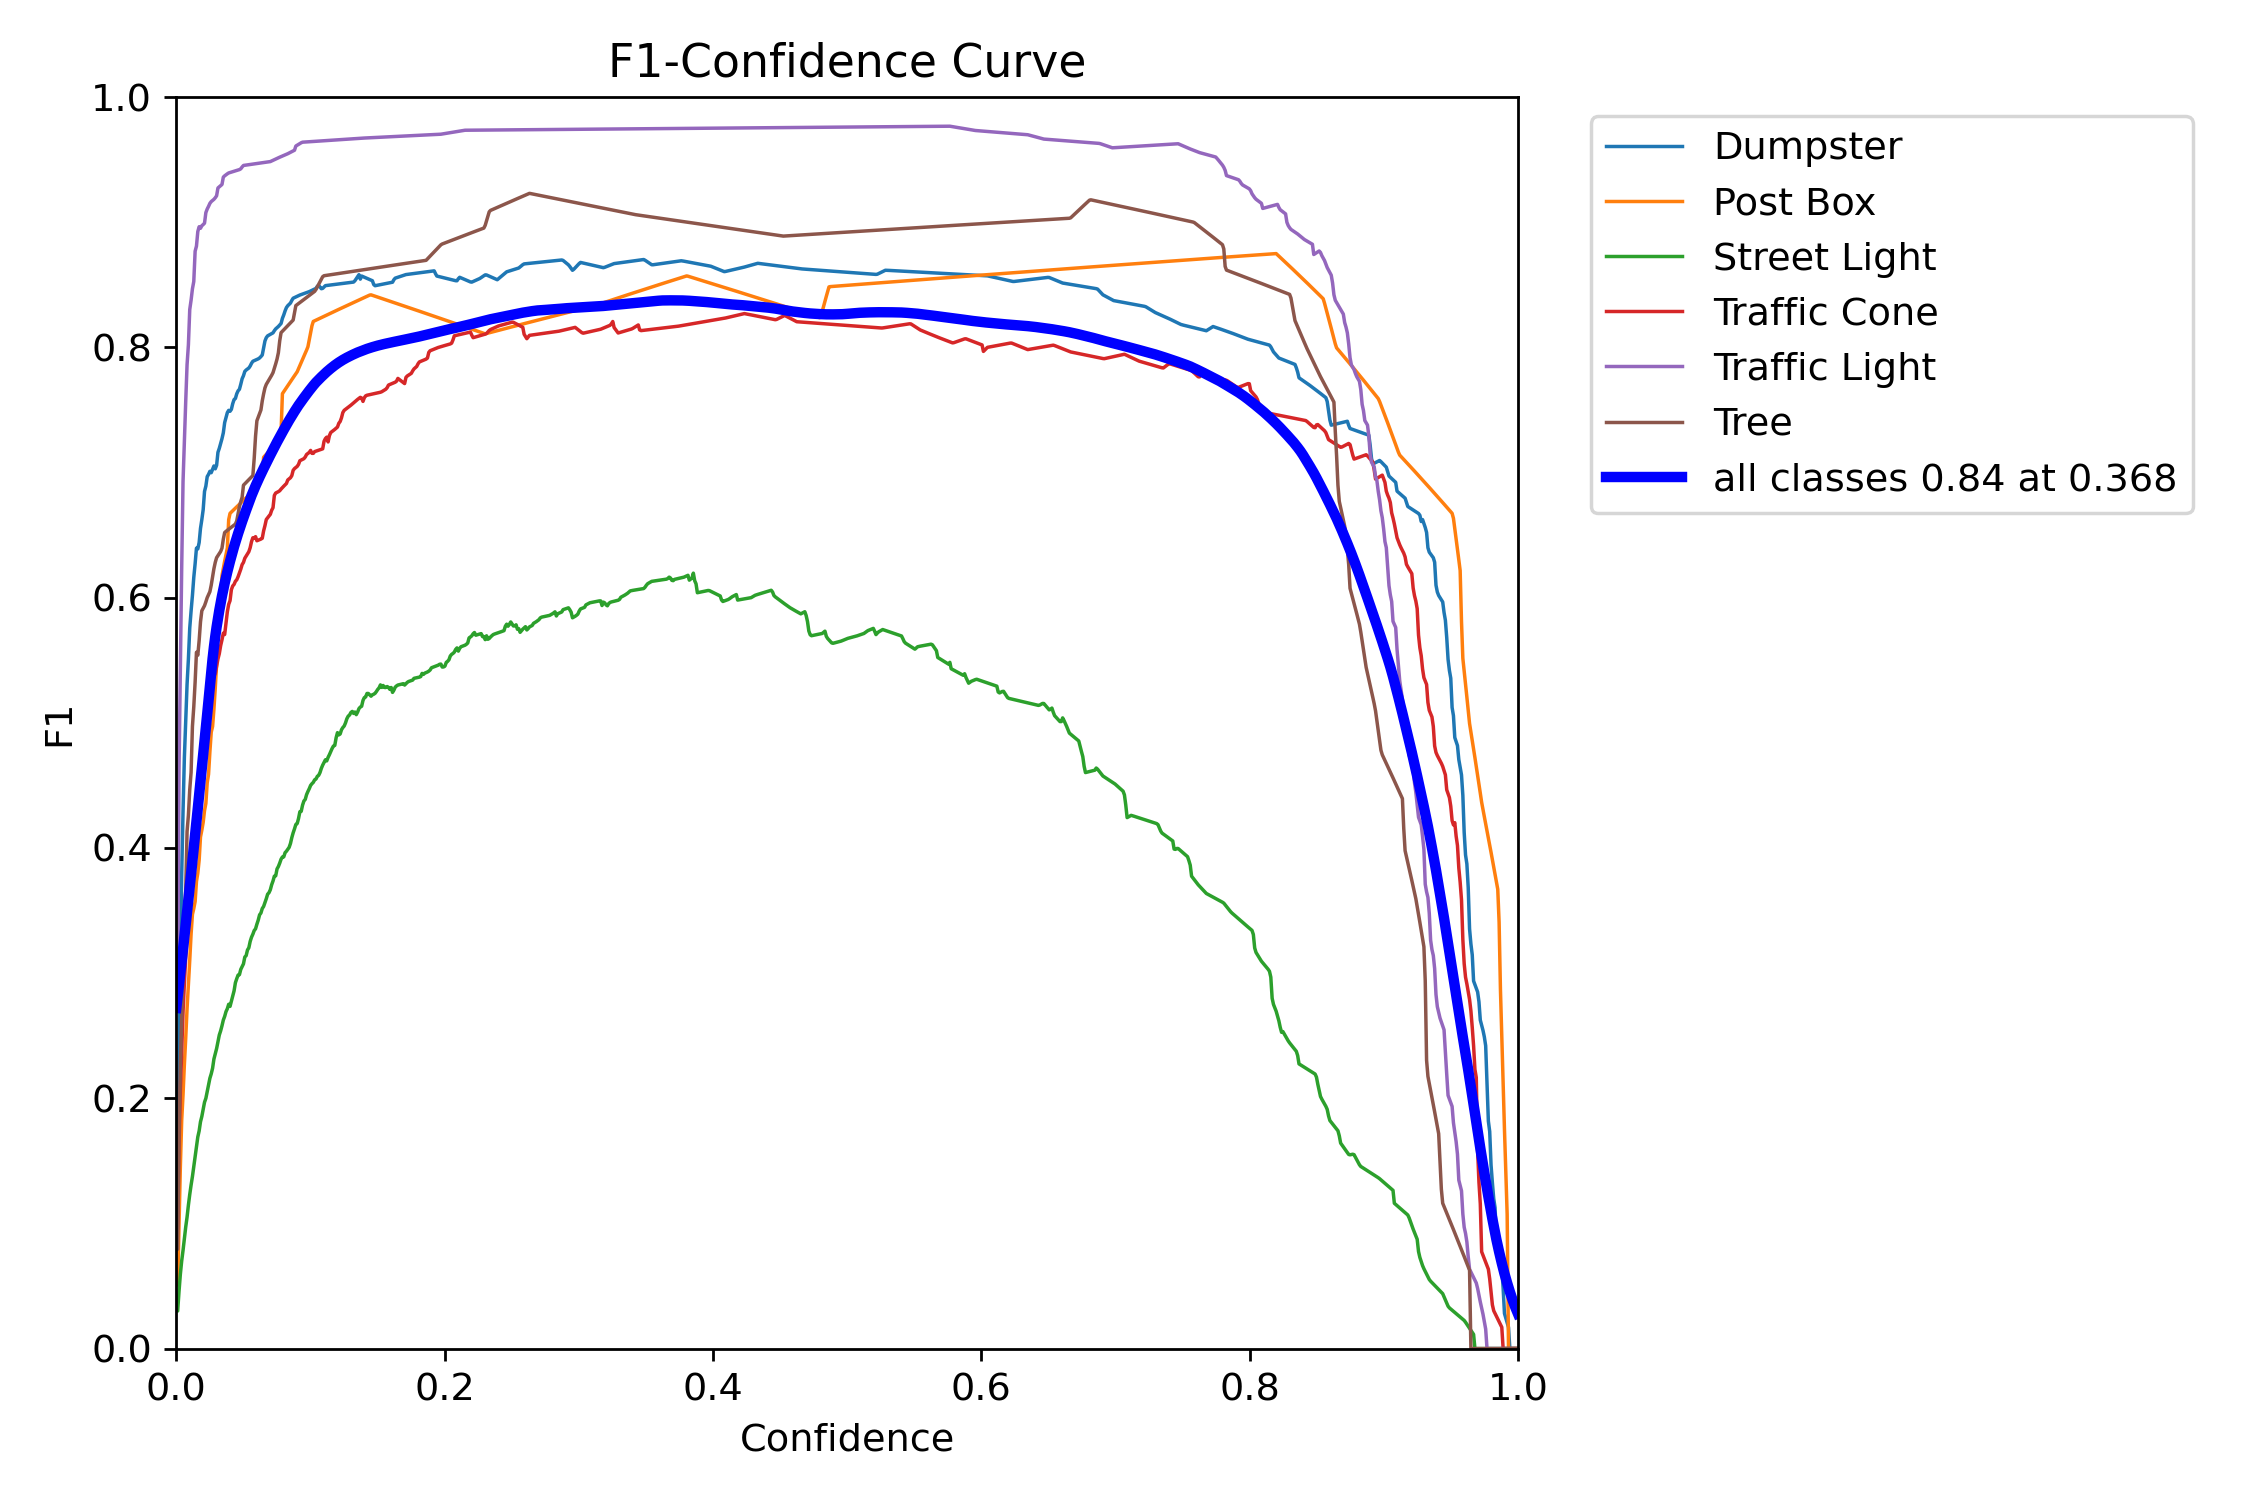 F1-Confidence Curve
1.0
0.8
0.6
0.4
0.2
0.0
F1
0.0 0.2 0.4 0.6 0.8 1.0
Confidence
Dumpster
Post Box
Street Light
Traffic Cone
Traffic Light
Tree
all classes 0.84 at 0.368